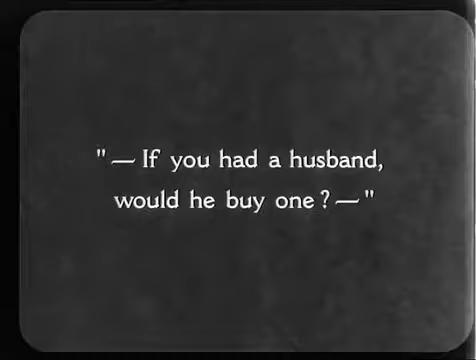 "— If you had a husband,
would he buy one?—"